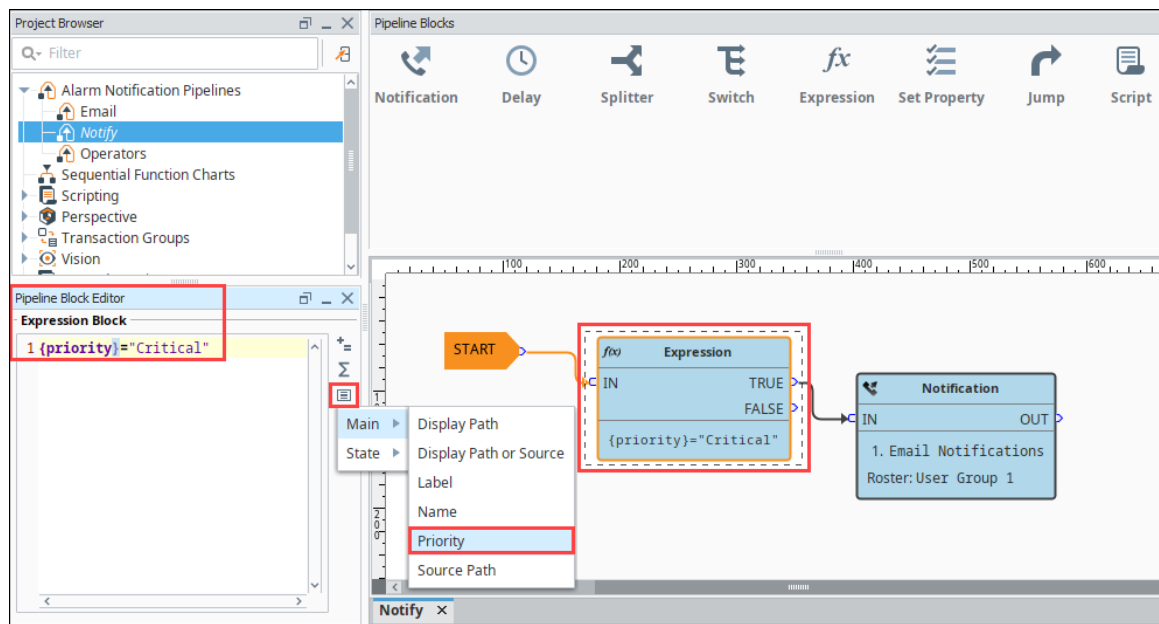 Project Browser
Filter
Alarm Notification Pipelines
Email
Notify
Operators
Sequential Function Charts
Scripting
Perspective
Transaction Groups
Vision
Pipeline Block Editor
Expression Block
1 {priority}="Critical"
Main
State
Display Path
Display Path or Source
Label
Name
Priority
Source Path
Pipeline Blocks
Notification
Delay
Splitter
Switch
fx
Expression
Set Property
Jump
Script
100 200 300 400 500 600
START
f(x) Expression
IN TRUE
FALSE
{priority}="Critical"
Notification
IN OUT
1. Email Notifications
Roster: User Group 1
200
Notify